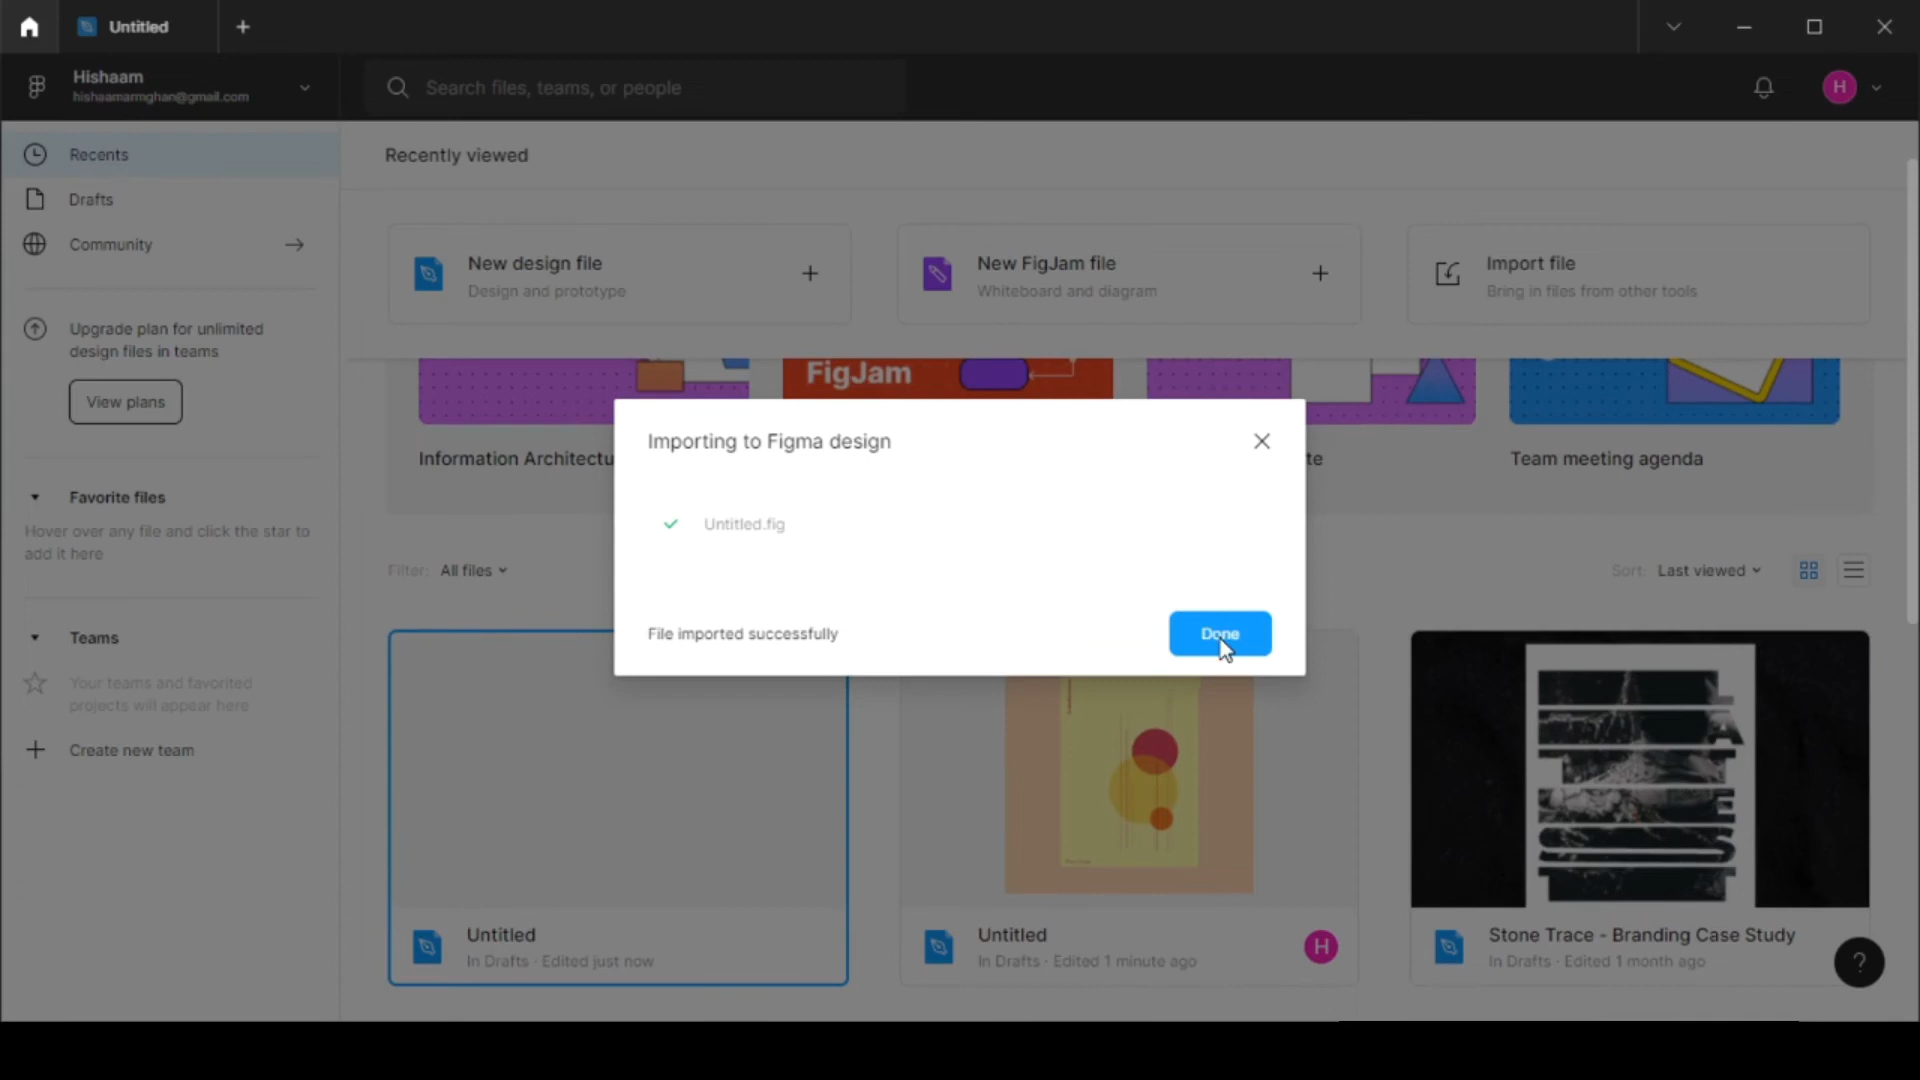 Untitled
Hishaam
hishaamarmghan@gmail.com
Search files, teams, or people
H
Recents
Drafts
Community
Upgrade plan for unlimited
design files in teams
View plans
Favorite files
Hover over any file and click the star to
add it here
Teams
Your teams and favorited
projects will appear here
Create new team
Recently viewed
New design file
Design and prototype
New FigJam file
Whiteboard and diagram
Import file
Bring in files from other tools
FigJam
Information Architectu
te
Team meeting agenda
Importing to Figma design
Untitled.fig
File imported successfully
Done
Filter: All files
Sort: Last viewed
Untitled
In Drafts · Edited just now
Untitled
In Drafts · Edited 1 minute ago
H
Stone Trace - Branding Case Study
In Drafts · Edited 1 month ago
?